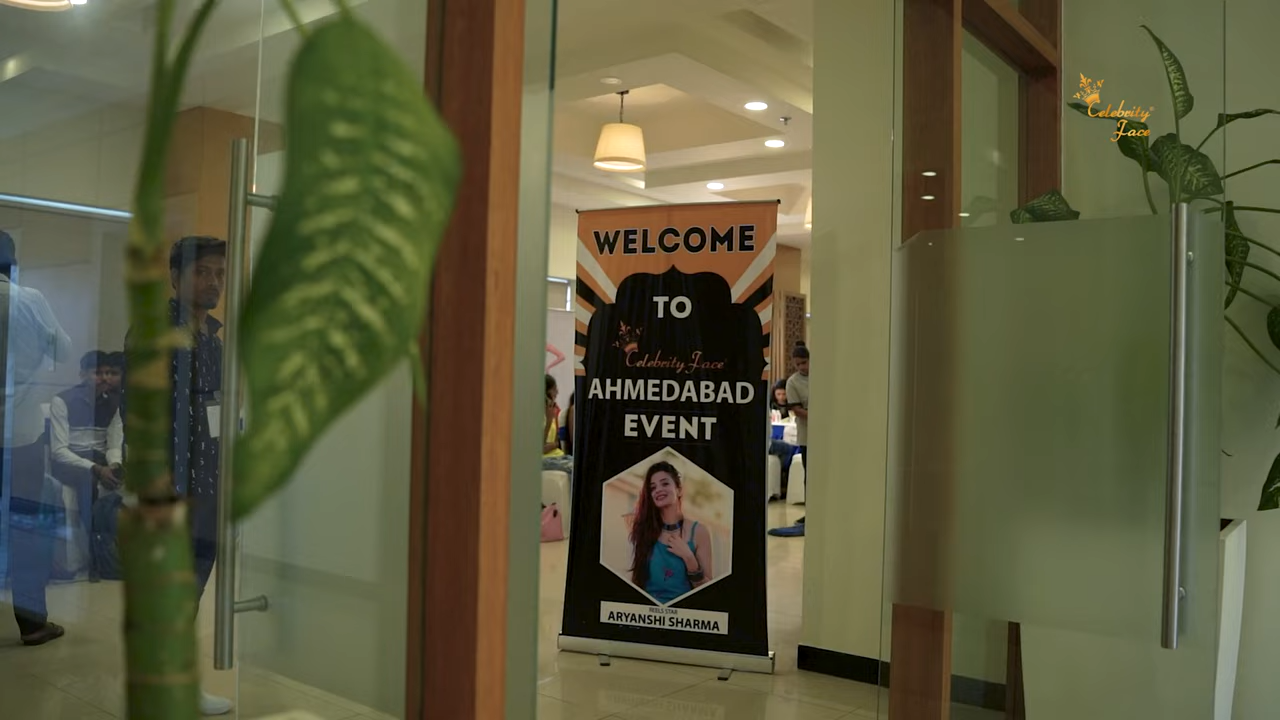 Celebrity
Face
WELCOME
TO
Celebrity Face
AHMEDABAD
EVENT
REELS STAR
ARYANSHI SHARMA